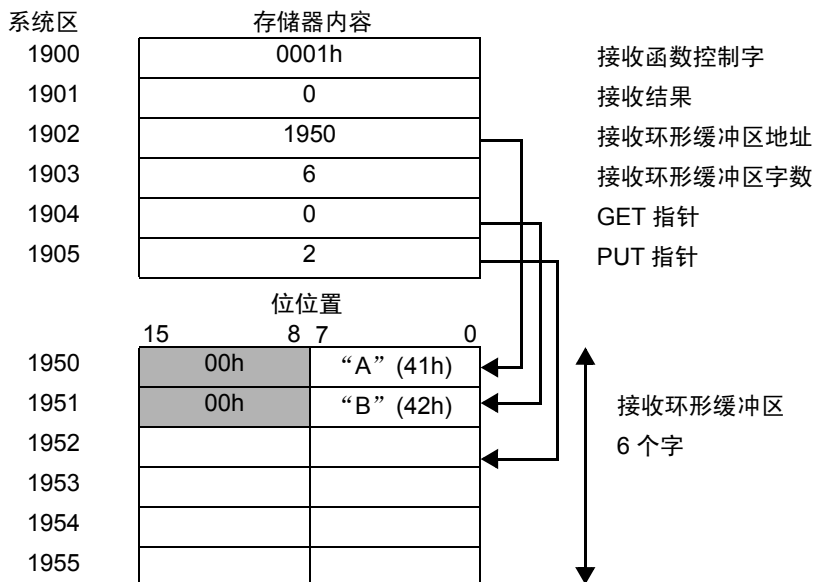 系统区 存储器内容
1900 0001h 接收函数控制字
1901 0 接收结果
1902 1950 接收环形缓冲区地址
1903 6 接收环形缓冲区字数
1904 0 GET 指针
1905 2 PUT 指针
位位置
15 8 7 0
1950 00h “A” (41h)
1951 00h “B” (42h) 接收环形缓冲区
1952 6 个字
1953
1954
1955